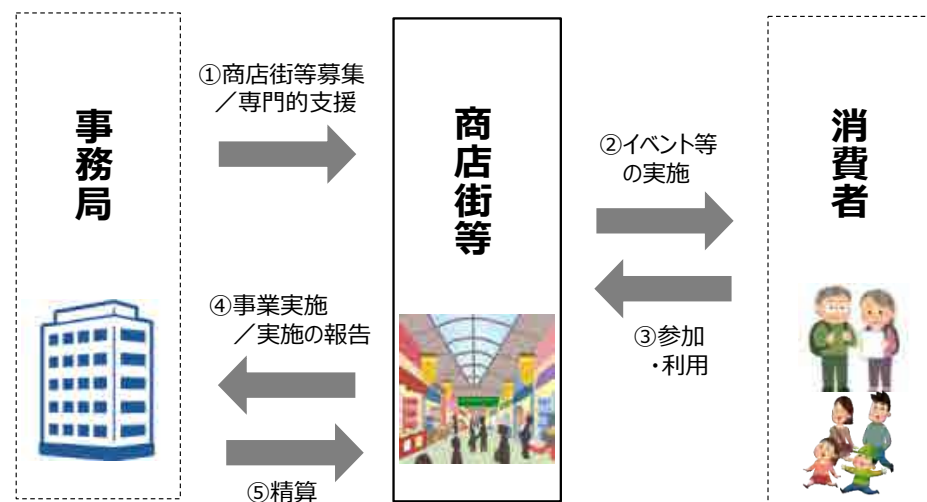 事務局
①商店街等募集
／専門的支援
商店街等
②イベント等
の実施
消費者
③参加
・利用
④事業実施
／実施の報告
⑤精算